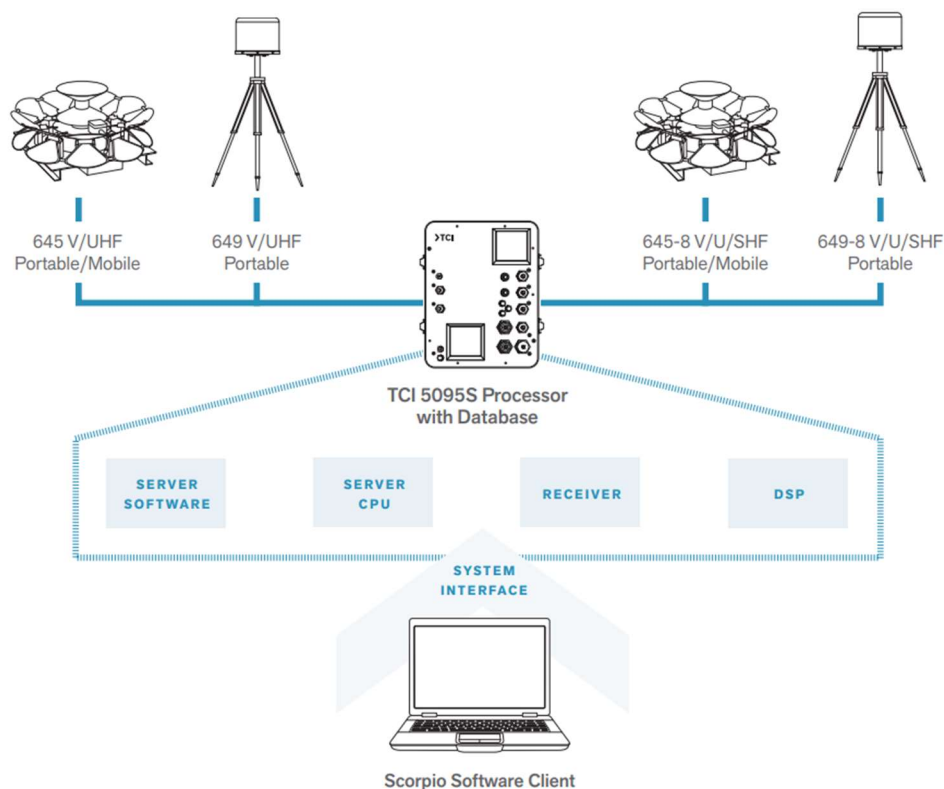 645 V/UHF
Portable/Mobile
649 V/UHF
Portable
645-8 V/U/SHF
Portable/Mobile
649-8 V/U/SHF
Portable
TCI
TCI 5095S Processor
with Database
SERVER
SOFTWARE
SERVER
CPU
RECEIVER
DSP
SYSTEM
INTERFACE
Scorpio Software Client